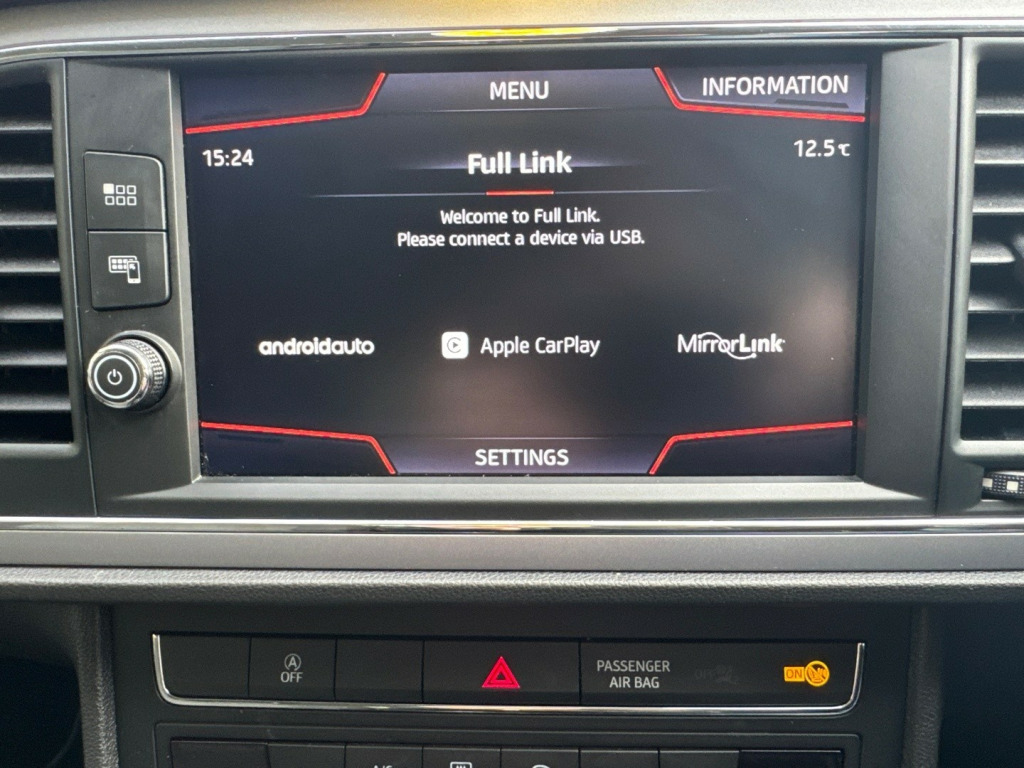 MENU
INFORMATION
15:24
Full Link
12.5℃
Welcome to Full Link.
Please connect a device via USB.
androidauto
Apple CarPlay
MirrorLink
SETTINGS
A
OFF
PASSENGER
AIR BAG
OFF
ON